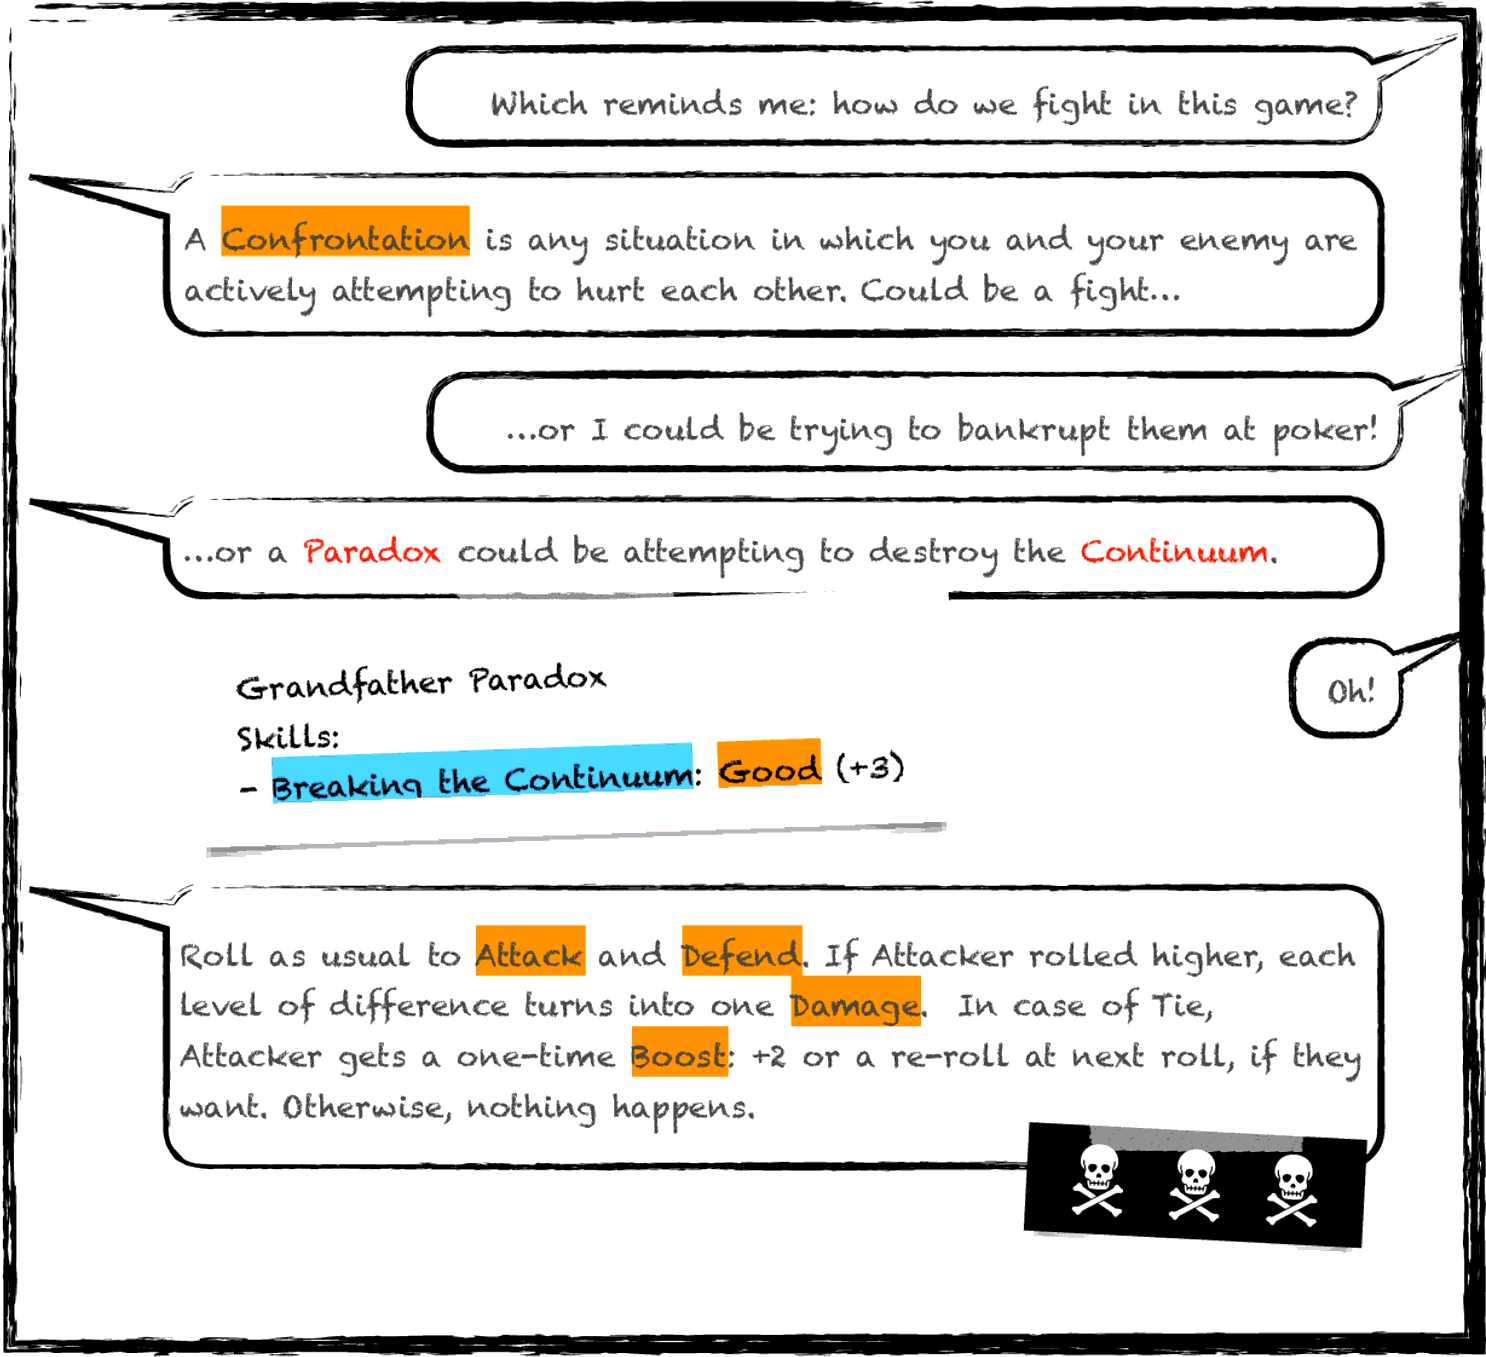 Which reminds me: how do we fight in this game?
A Confrontation is any situation in which you and your enemy are
actively attempting to hurt each other. Could be a fight...
...or I could be trying to bankrupt them at poker!
...or a Paradox could be attempting to destroy the Continuum.
Oh!
Grandfather Paradox
Skills:
- Breaking the Continuum: Good (+3)
Roll as usual to Attack and Defend. If Attacker rolled higher, each
level of difference turns into one Damage. In case of Tie,
Attacker gets a one-time Boost: +2 or a re-roll at next roll, if they
want. Otherwise, nothing happens.